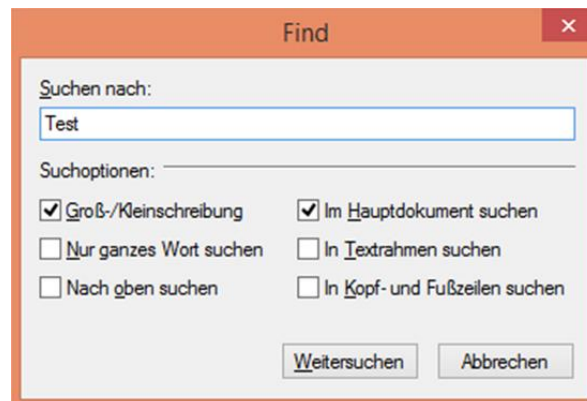 Find
Suchen nach:
Test
Suchoptionen:
Groß-/Kleinschreibung
Im Hauptdokument suchen
Nur ganzes Wort suchen
In Textrahmen suchen
Nach oben suchen
In Kopf- und Fußzeilen suchen
Weitersuchen
Abbrechen